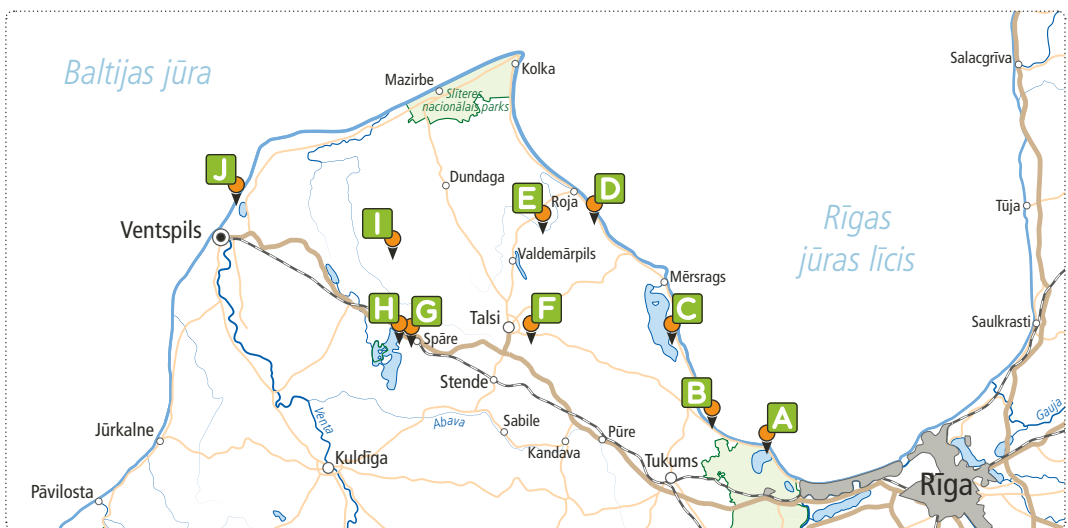 Baltijas jūra
Mazirbe
Kolka
Slīteres
nacionālais parks
Salacgrīva
J
Dundaga
E
Roja
D
Tūja
Ventspils
I
Valdemārpils
Rīgas
jūras līcis
Mērsrags
H
G
Spāre
Talsi
F
C
Saulkrasti
Stende
B
A
Gauja
Jūrkalne
Venta
Abava
Sabile
Kandava
Pūre
Kuldīga
Tukums
Pāvilosta
Rīga